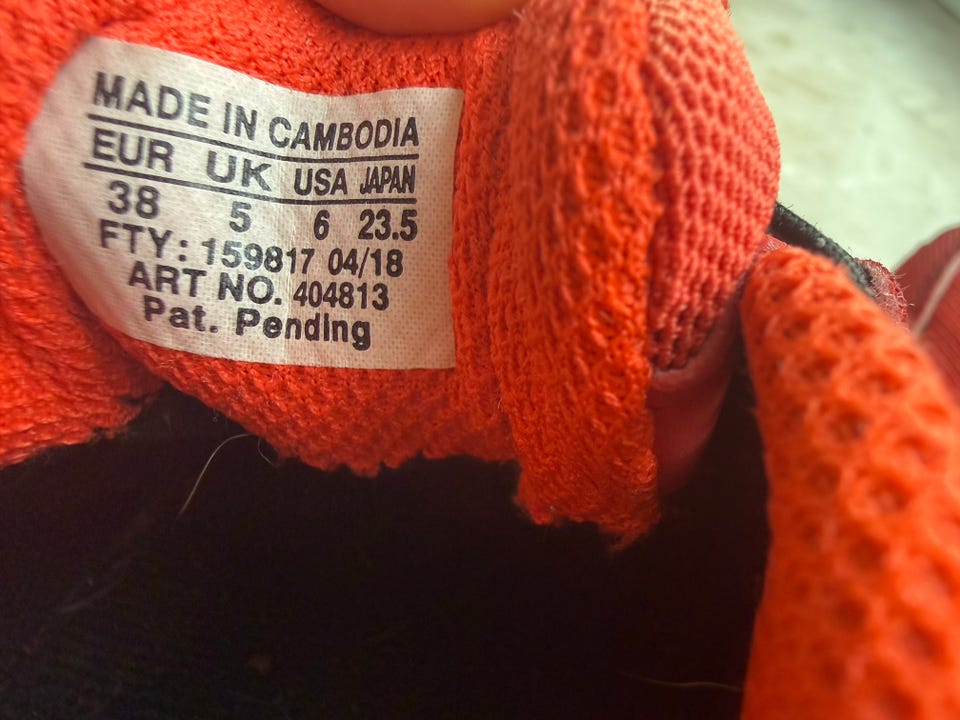 MADE IN CAMBODIA
EUR UK USA JAPAN
38 5 6 23.5
FTY: 159817 04/18
ART NO. 404813
Pat. Pending